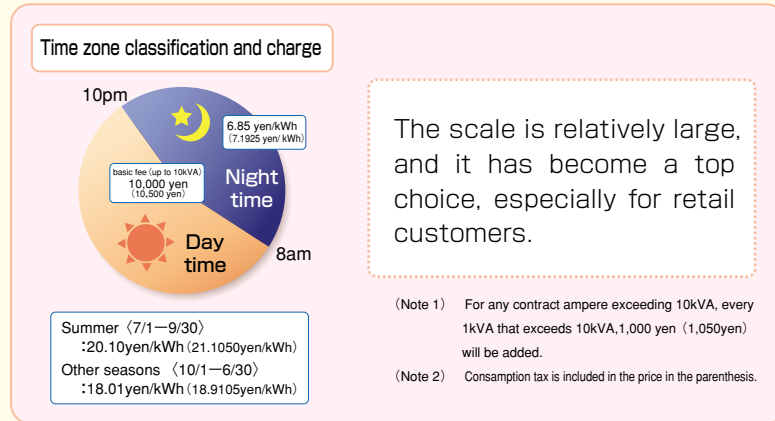 Time zone classification and charge
10pm
6.85 yen/kWh
(7.1925 yen/ kWh)
basic fee (up to 10kVA)
10,000 yen
(10,500 yen)
Night
time
Day
time
8am
Summer 〈7/1—9/30〉
:20.10yen/kWh (21.1050yen/kWh)
Other seasons 〈10/1—6/30〉
:18.01yen/kWh (18.9105yen/kWh)
The scale is relatively large,
and it has become a top
choice, especially for retail
customers.
(Note 1) For any contract ampere exceeding 10kVA, every
1kVA that exceeds 10kVA,1,000 yen (1,050yen)
will be added.
(Note 2) Consamption tax is included in the price in the parenthesis.